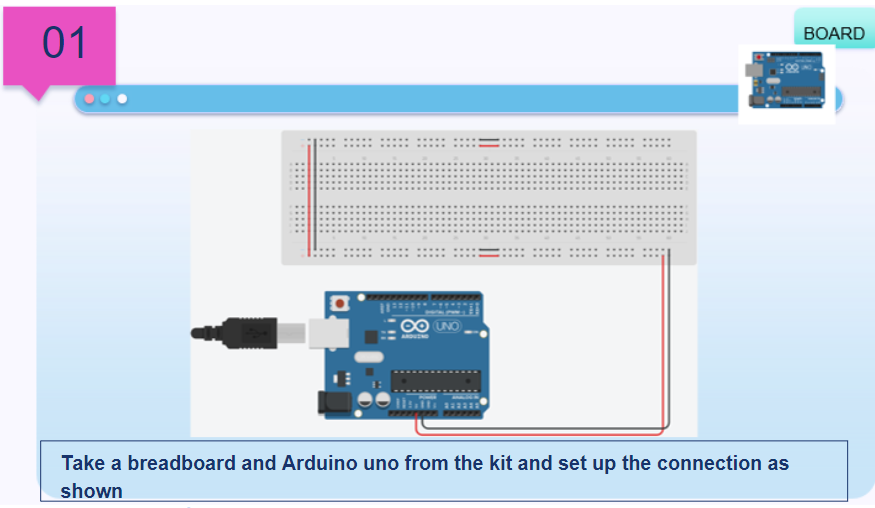 01
BOARD
DIGITAL (PWM~)
UNO
ARDUINO
POWER
ANALOG IN
Take a breadboard and Arduino uno from the kit and set up the connection as
shown